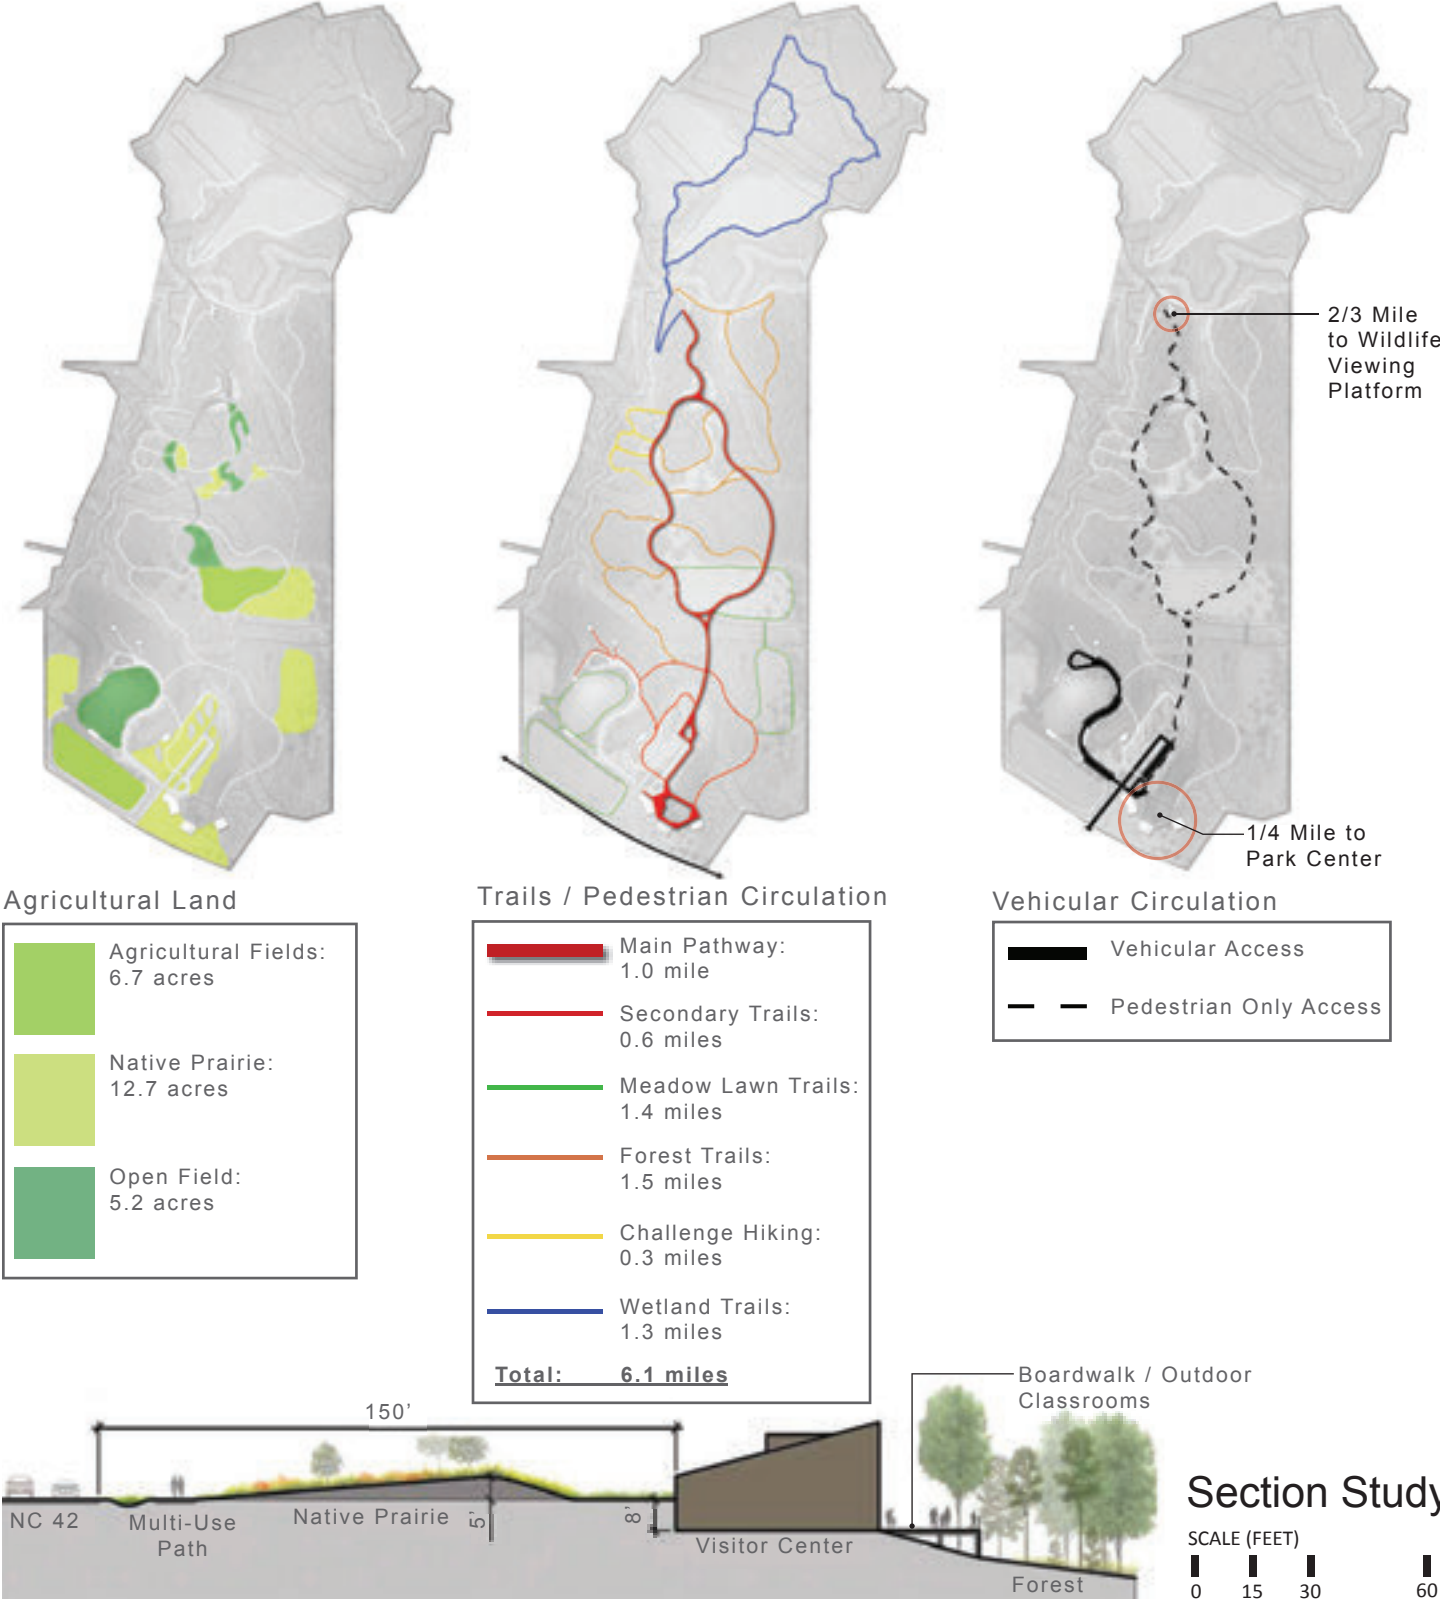 2/3 Mile
to Wildlife
Viewing
Platform
1/4 Mile to
Park Center
Agricultural Land
Agricultural Fields:
6.7 acres
Native Prairie:
12.7 acres
Open Field:
5.2 acres
Trails / Pedestrian Circulation
Main Pathway:
1.0 mile
Secondary Trails:
0.6 miles
Meadow Lawn Trails:
1.4 miles
Forest Trails:
1.5 miles
Challenge Hiking:
0.3 miles
Wetland Trails:
1.3 miles
Total: 6.1 miles
Vehicular Circulation
Vehicular Access
Pedestrian Only Access
Boardwalk / Outdoor
Classrooms
150’
NC 42
Multi-Use
Path
Native Prairie
5’
8’
Visitor Center
Forest
Section Study
SCALE (FEET)
0 15 30 60